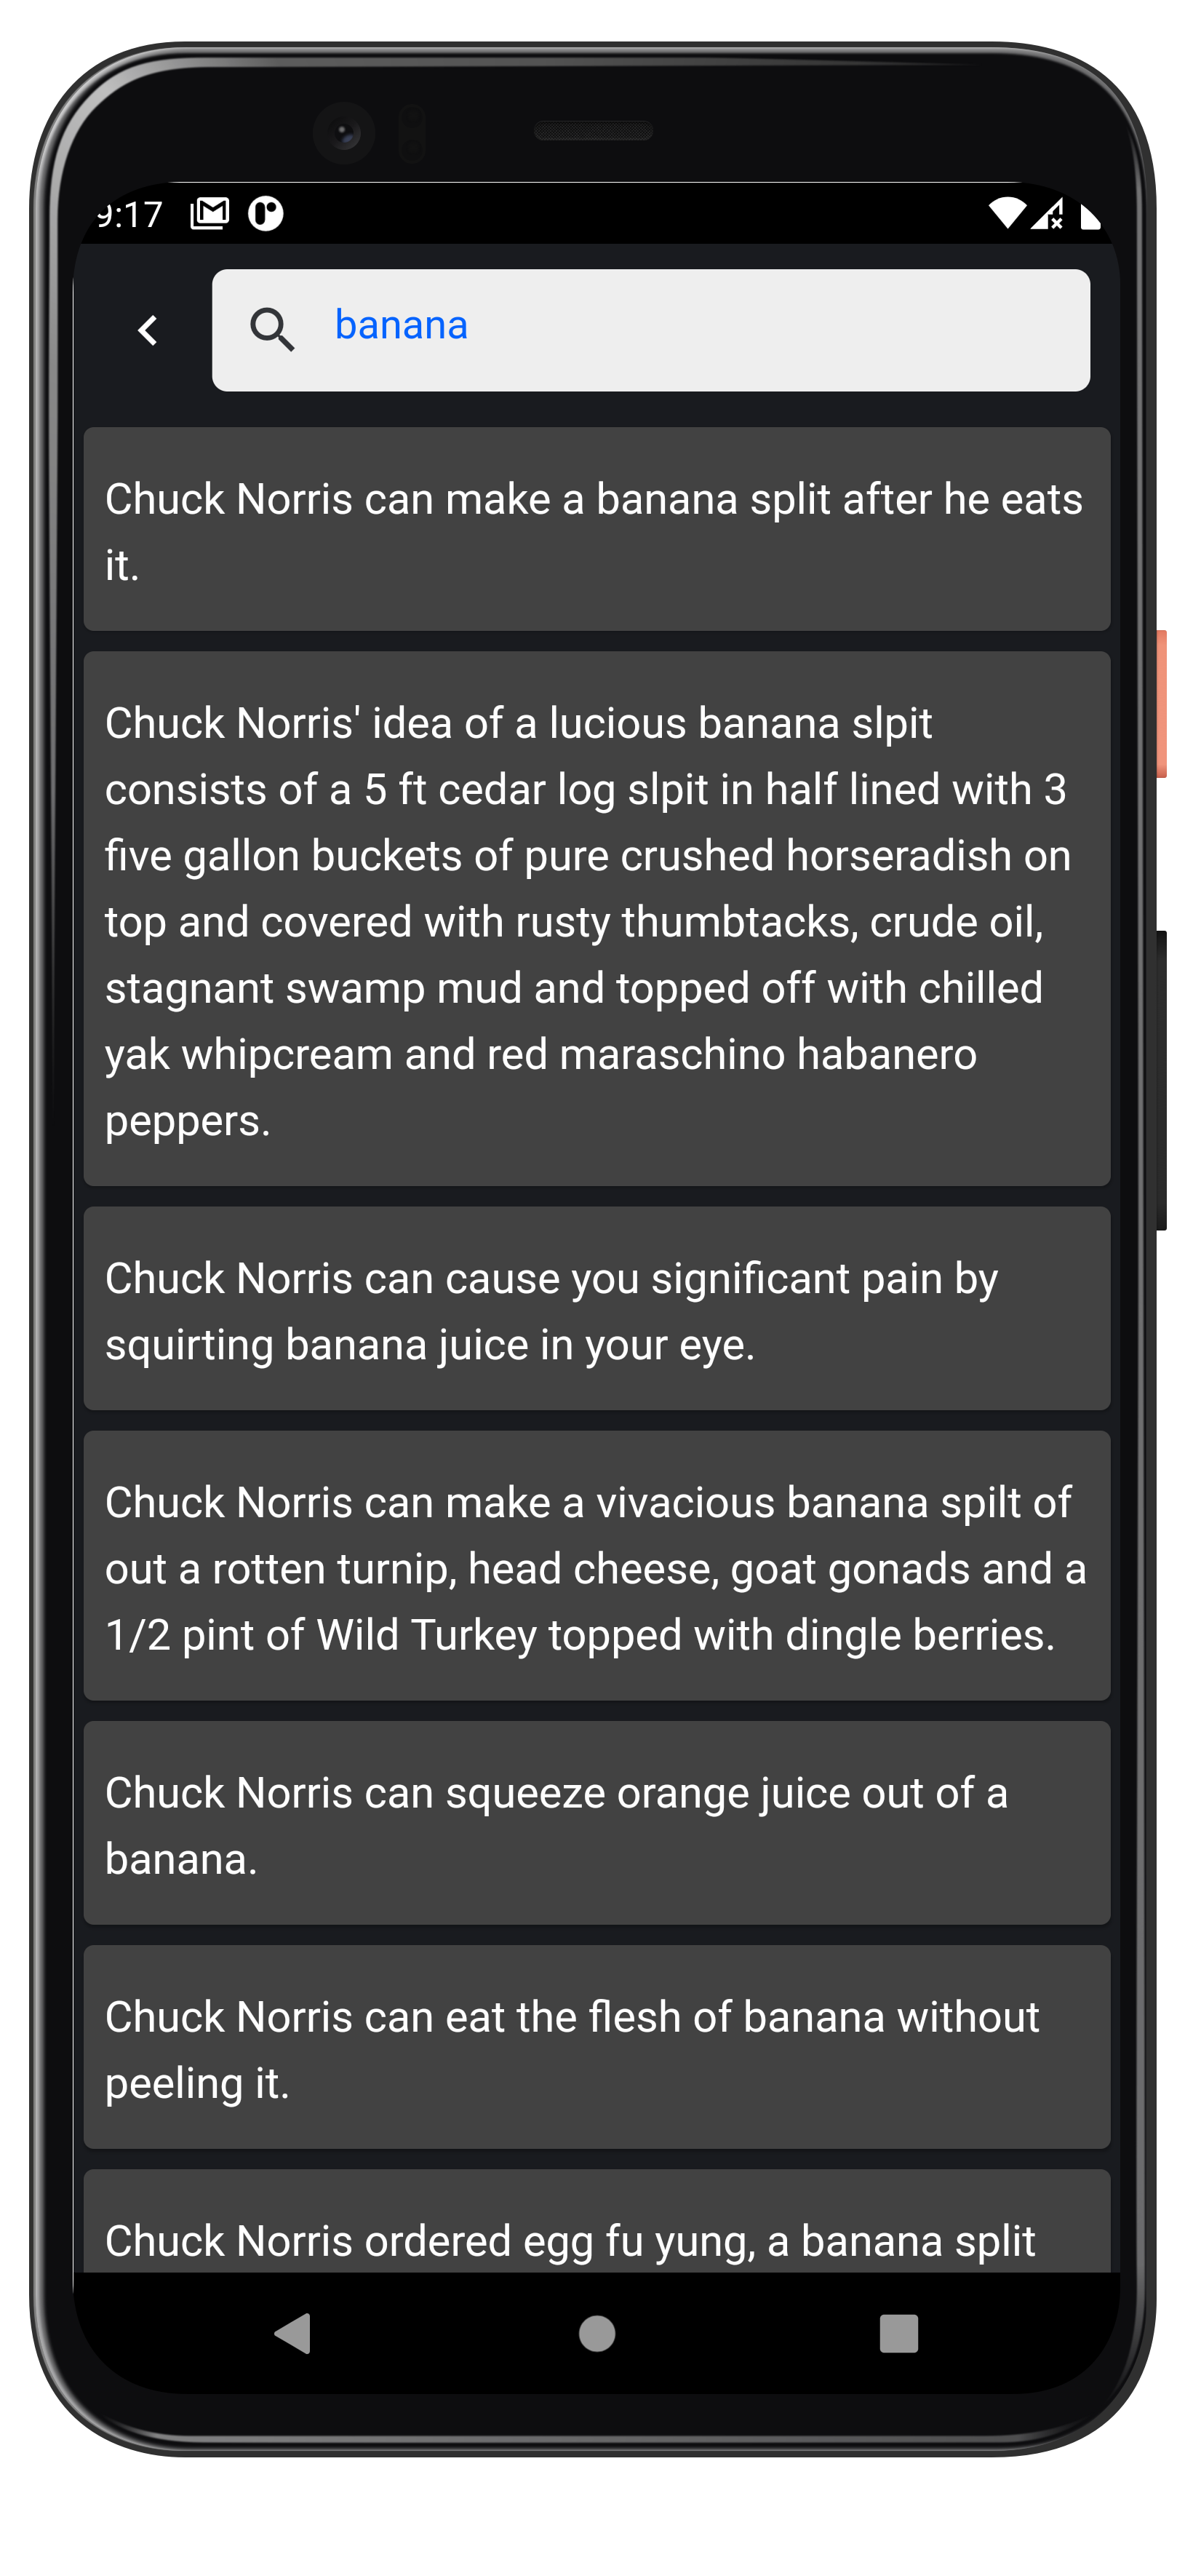 9:17
banana
Chuck Norris can make a banana split after he eats
it.
Chuck Norris' idea of a lucious banana slpit
consists of a 5 ft cedar log slpit in half lined with 3
five gallon buckets of pure crushed horseradish on
top and covered with rusty thumbtacks, crude oil,
stagnant swamp mud and topped off with chilled
yak whipcream and red maraschino habanero
peppers.
Chuck Norris can cause you significant pain by
squirting banana juice in your eye.
Chuck Norris can make a vivacious banana spilt of
out a rotten turnip, head cheese, goat gonads and a
1/2 pint of Wild Turkey topped with dingle berries.
Chuck Norris can squeeze orange juice out of a
banana.
Chuck Norris can eat the flesh of banana without
peeling it.
Chuck Norris ordered egg fu yung, a banana split